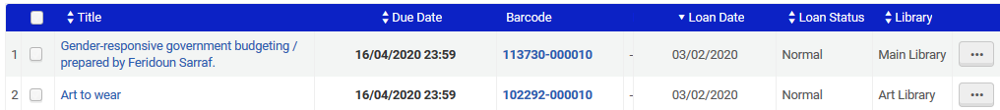 Title Due Date Barcode Loan Date Loan Status Library
1 Gender-responsive government budgeting / 16/04/2020 23:59 113730-000010 - 03/02/2020 Normal Main Library
prepared by Feridoun Sarraf.
2 Art to wear 16/04/2020 23:59 102292-000010 - 03/02/2020 Normal Art Library